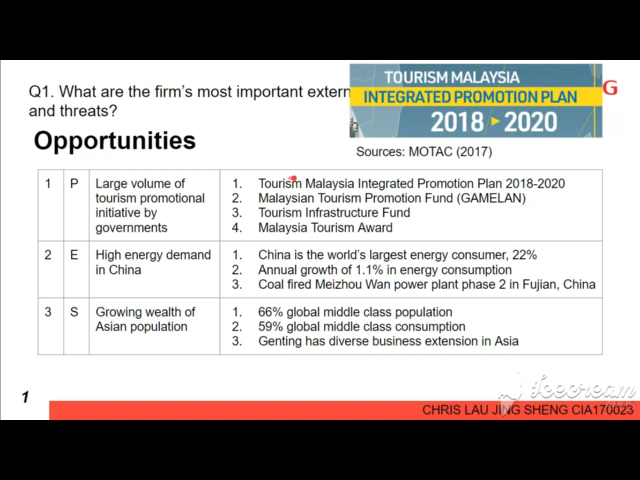 Q1. What are the firm's most important extern
and threats?
TOURISM MALAYSIA
INTEGRATED PROMOTION PLAN
2018 ▸ 2020
G
Opportunities
Sources: MOTAC (2017)
1 P Large volume of tourism promotional initiative by governments
1. Tourism Malaysia Integrated Promotion Plan 2018-2020
2. Malaysian Tourism Promotion Fund (GAMELAN)
3. Tourism Infrastructure Fund
4. Malaysia Tourism Award
2 E High energy demand in China
1. China is the world's largest energy consumer, 22%
2. Annual growth of 1.1% in energy consumption
3. Coal fired Meizhou Wan power plant phase 2 in Fujian, China
3 S Growing wealth of Asian population
1. 66% global middle class population
2. 59% global middle class consumption
3. Genting has diverse business extension in Asia
1
Icecream
CHRIS LAU JING SHENG CIA170023